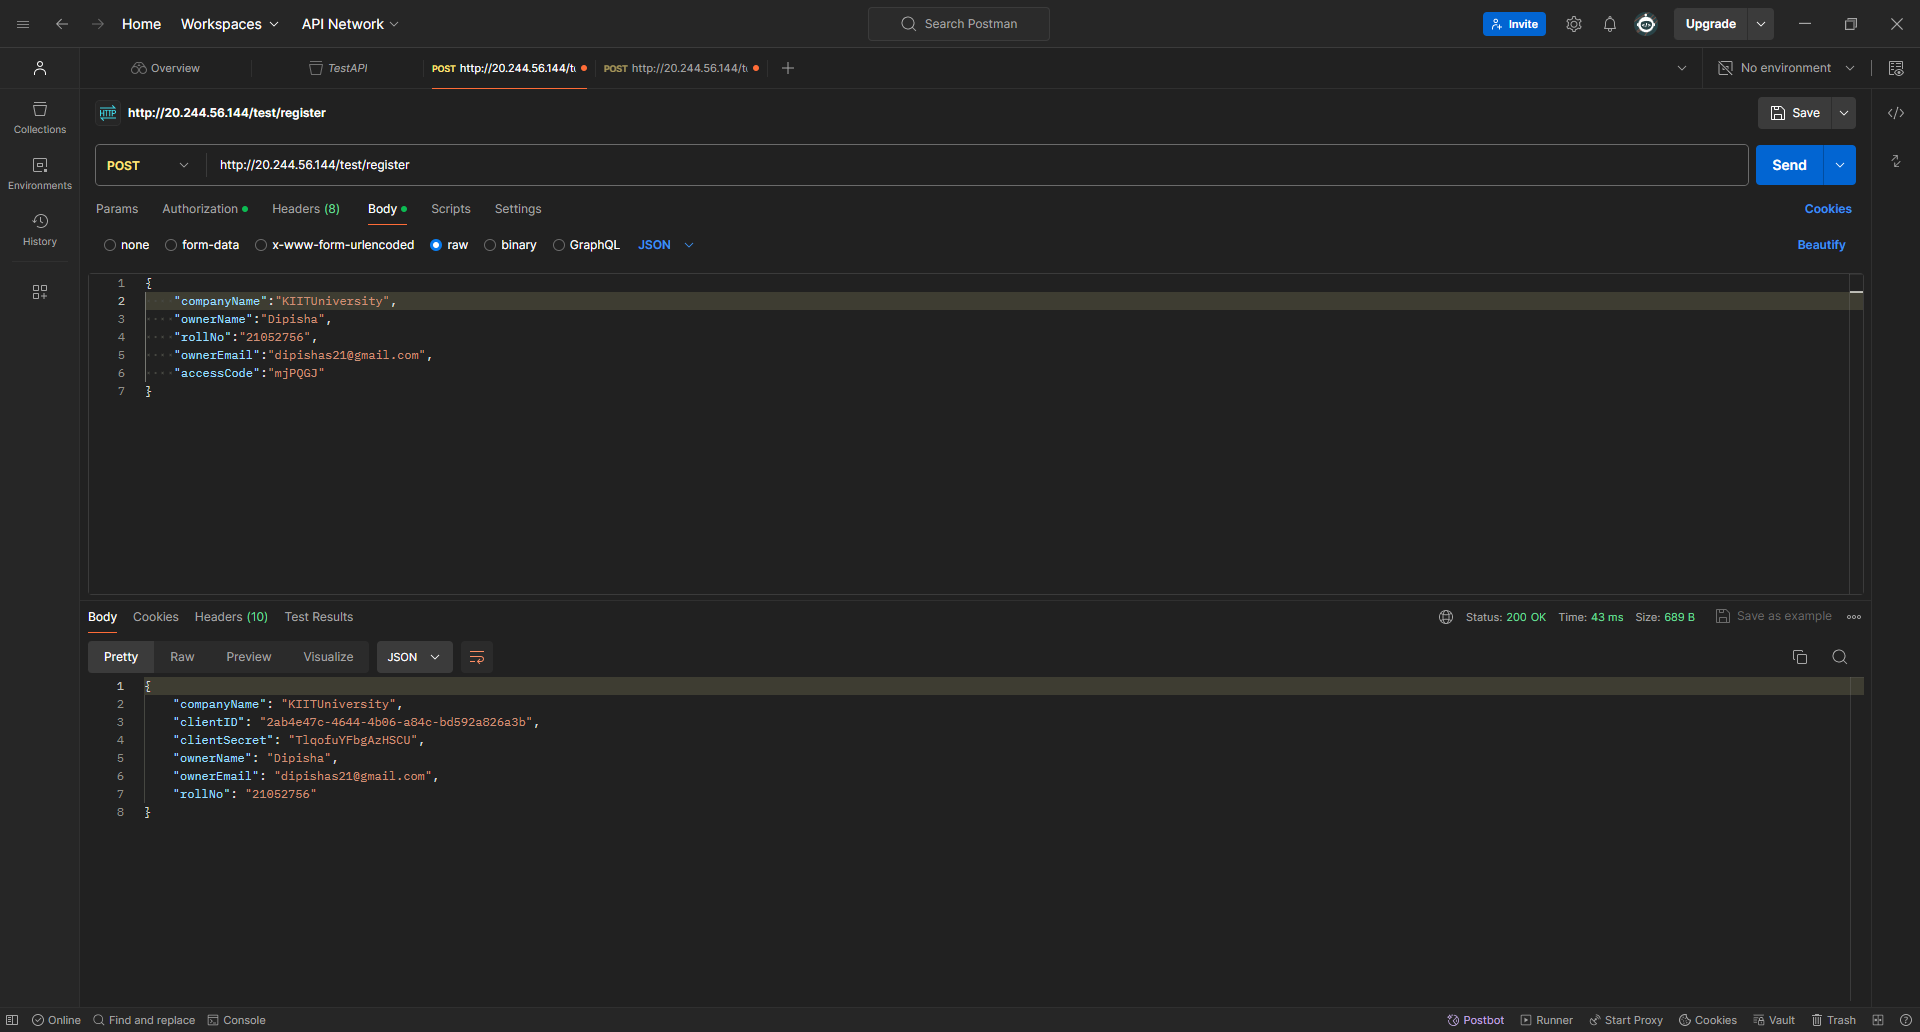 Home Workspaces API Network Search Postman Invite Upgrade
Overview TestAPI POST http://20.244.56.144/t POST http://20.244.56.144/t No environment
HTTP http://20.244.56.144/test/register Save
Collections
POST http://20.244.56.144/test/register Send
Environments
Params Authorization Headers (8) Body Scripts Settings Cookies
History
none form-data x-www-form-urlencoded raw binary GraphQL JSON Beautify
1 {
2 "companyName":"KIITUniversity",
3 "ownerName":"Dipisha",
4 "rollNo":"21052756",
5 "ownerEmail":"dipishas21@gmail.com",
6 "accessCode":"mjPQGJ"
7 }
Body Cookies Headers (10) Test Results Status: 200 OK Time: 43 ms Size: 689 B Save as example
Pretty Raw Preview Visualize JSON
1 {
2 "companyName": "KIITUniversity",
3 "clientID": "2ab4e47c-4644-4b06-a84c-bd592a826a3b",
4 "clientSecret": "TlqofuYFbgAzHSCU",
5 "ownerName": "Dipisha",
6 "ownerEmail": "dipishas21@gmail.com",
7 "rollNo": "21052756"
8 }
Online Find and replace Console Postbot Runner Start Proxy Cookies Vault Trash